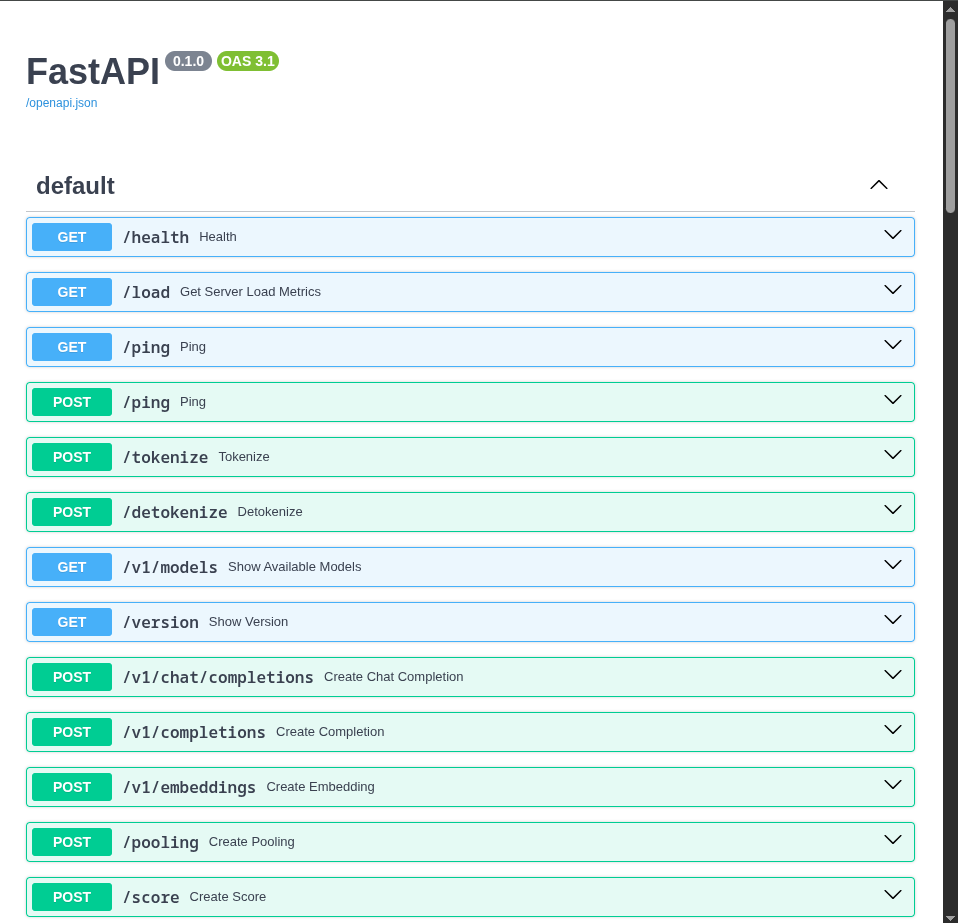 FastAPI 0.1.0 OAS 3.1
/openapi.json
default
GET /health Health
GET /load Get Server Load Metrics
GET /ping Ping
POST /ping Ping
POST /tokenize Tokenize
POST /detokenize Detokenize
GET /v1/models Show Available Models
GET /version Show Version
POST /v1/chat/completions Create Chat Completion
POST /v1/completions Create Completion
POST /v1/embeddings Create Embedding
POST /pooling Create Pooling
POST /score Create Score